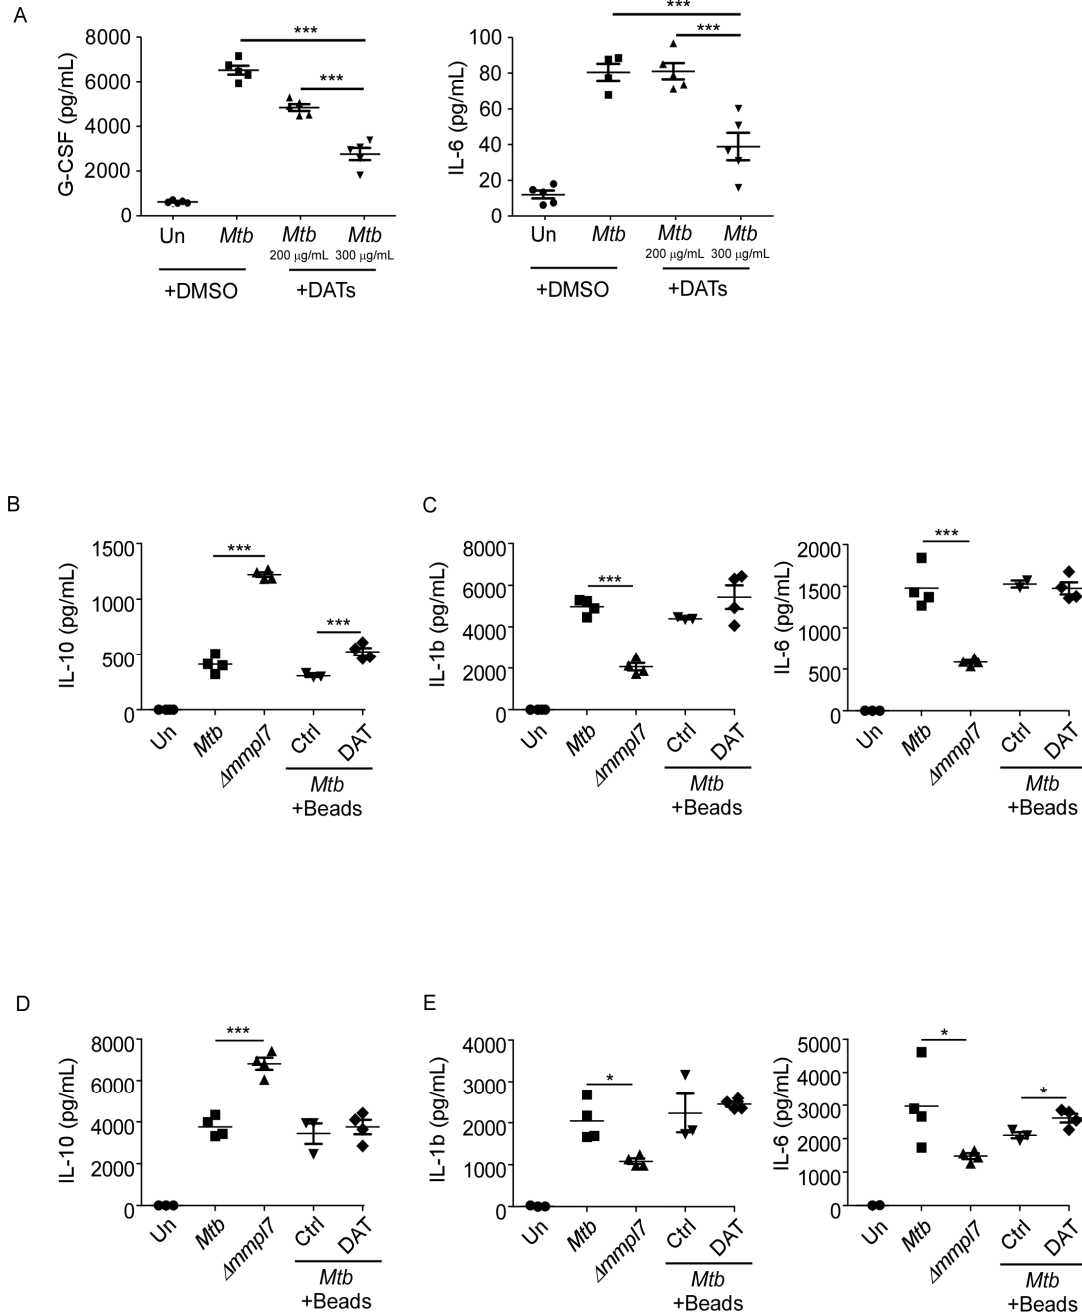 A
G-CSF (pg/mL)
8000
6000
4000
2000
0
***
***
Un
Mtb
Mtb
200 μg/mL
Mtb
300 μg/mL
+DMSO
+DATs
IL-6 (pg/mL)
100
80
60
40
20
0
***
***
Un
Mtb
Mtb
200 μg/mL
Mtb
300 μg/mL
+DMSO
+DATs
B
IL-10 (pg/mL)
1500
1000
500
0
***
***
Un
Mtb
Δmmpl7
Ctrl
DAT
Mtb
+Beads
C
IL-1b (pg/mL)
8000
6000
4000
2000
0
***
Un
Mtb
Δmmpl7
Ctrl
DAT
Mtb
+Beads
IL-6 (pg/mL)
2000
1500
1000
500
0
***
Un
Mtb
Δmmpl7
Ctrl
DAT
Mtb
+Beads
D
IL-10 (pg/mL)
8000
6000
4000
2000
0
***
Un
Mtb
Δmmpl7
Ctrl
DAT
Mtb
+Beads
E
IL-1b (pg/mL)
4000
3000
2000
1000
0
*
Un
Mtb
Δmmpl7
Ctrl
DAT
Mtb
+Beads
IL-6 (pg/mL)
5000
4000
3000
2000
1000
0
*
*
Un
Mtb
Δmmpl7
Ctrl
DAT
Mtb
+Beads